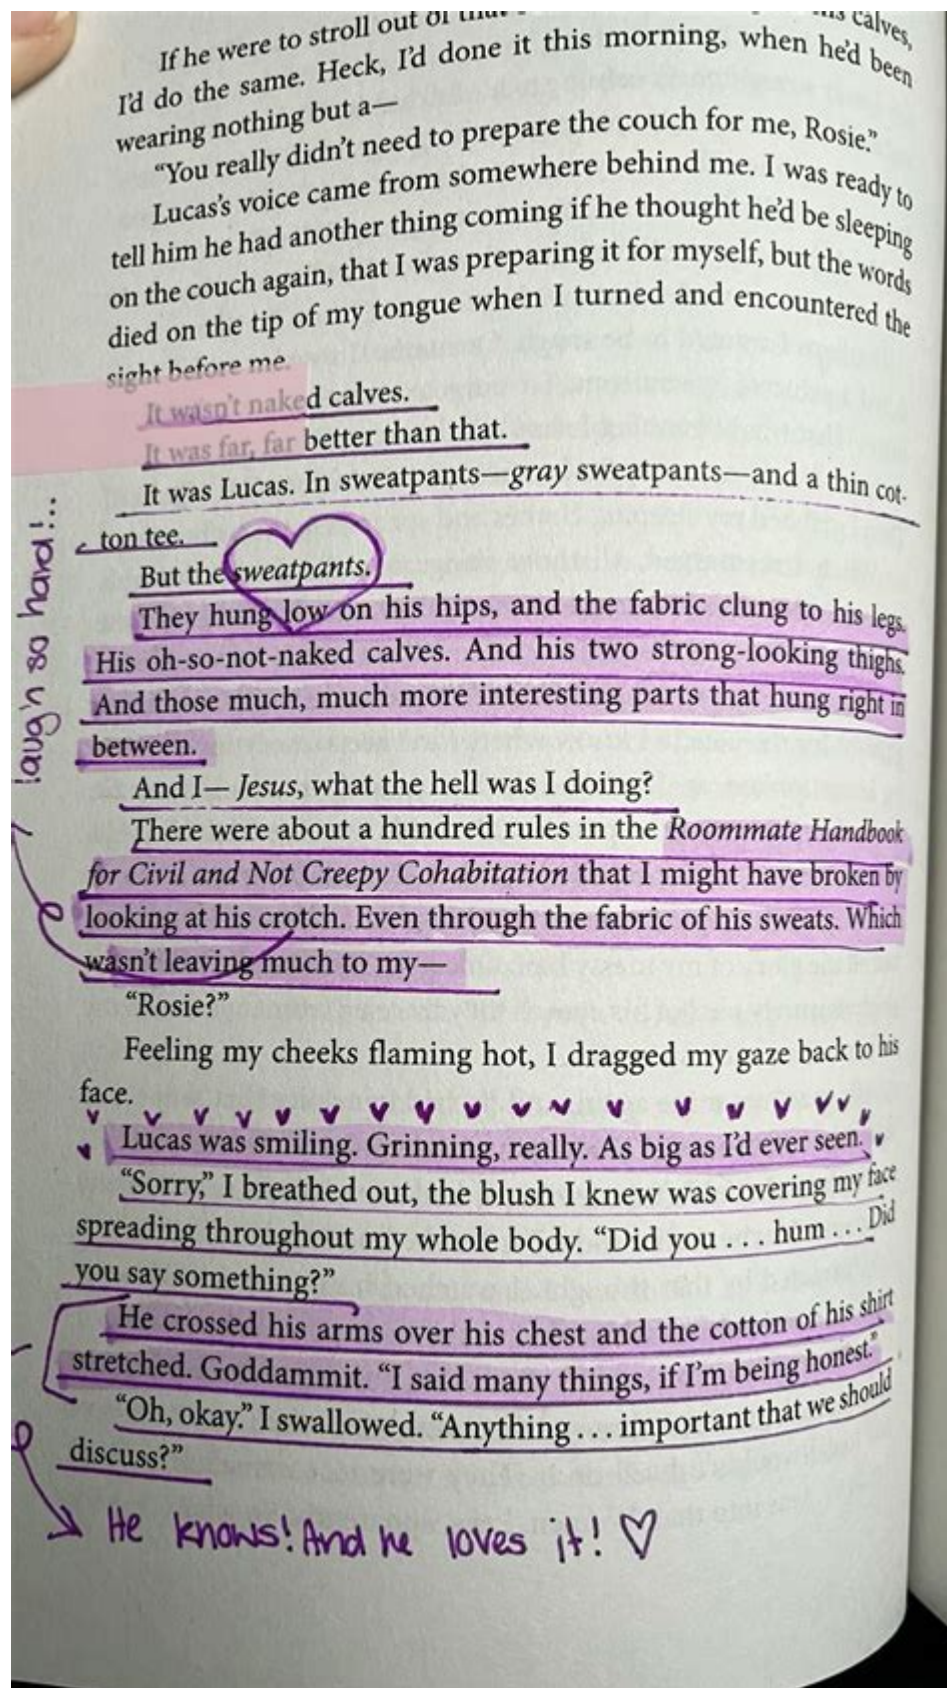 If he were to stroll out of that calves,
I'd do the same. Heck, I'd done it this morning, when he'd been
wearing nothing but a—
“You really didn't need to prepare the couch for me, Rosie.”
Lucas's voice came from somewhere behind me. I was ready to
tell him he had another thing coming if he thought he'd be sleeping
on the couch again, that I was preparing it for myself, but the words
died on the tip of my tongue when I turned and encountered the
sight before me.
It wasn't naked calves.
It was far, far better than that.
It was Lucas. In sweatpants—gray sweatpants—and a thin cot-
ton tee.
But the sweatpants.
They hung low on his hips, and the fabric clung to his legs.
His oh-so-not-naked calves. And his two strong-looking thighs.
And those much, much more interesting parts that hung right in
between.
And I— Jesus, what the hell was I doing?
There were about a hundred rules in the Roommate Handbook
for Civil and Not Creepy Cohabitation that I might have broken by
looking at his crotch. Even through the fabric of his sweats. Which
wasn't leaving much to my—
“Rosie?”
Feeling my cheeks flaming hot, I dragged my gaze back to his
face.
Lucas was smiling. Grinning, really. As big as I'd ever seen.
“Sorry,” I breathed out, the blush I knew was covering my face
spreading throughout my whole body. “Did you . . . hum . . . Did
you say something?”
He crossed his arms over his chest and the cotton of his shirt
stretched. Goddammit. “I said many things, if I'm being honest.”
“Oh, okay.” I swallowed. “Anything . . . important that we should
discuss?”
laugh so hard!..
He knows! And he loves it! ♡